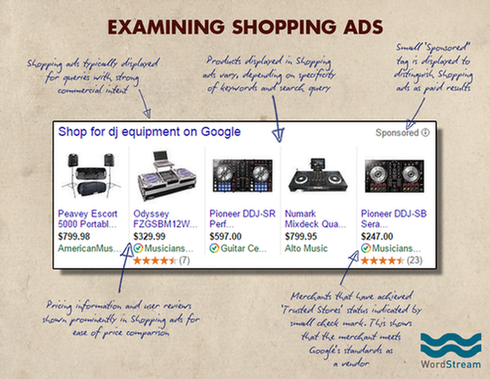 EXAMINING SHOPPING ADS
Shopping ads typically displayed
for queries with strong
commercial intent
Products displayed in Shopping
ads vary, depending on specificity
of keywords and search query
Small "Sponsored"
tag is displayed to
distinguish Shopping
ads as paid results
Shop for dj equipment on Google
Sponsored
Peavey Escort
5000 Portabl...
$799.98
AmericanMus...
Odyssey
FZGSBM12W...
$329.99
Musicians...
(7)
Pioneer DDJ-SR
Perf...
$597.00
Guitar Ce...
Numark
Mixdeck Qua...
$799.95
Alto Music
Pioneer DDJ-SB
Sera...
$247.00
Musicians...
(23)
Pricing information and user reviews
shown prominently in Shopping ads for
ease of price comparison
Merchants that have achieved
Trusted Stores status indicated by
small check mark. This shows
that the merchant meets
Google's standards as
a vendor
WordStream